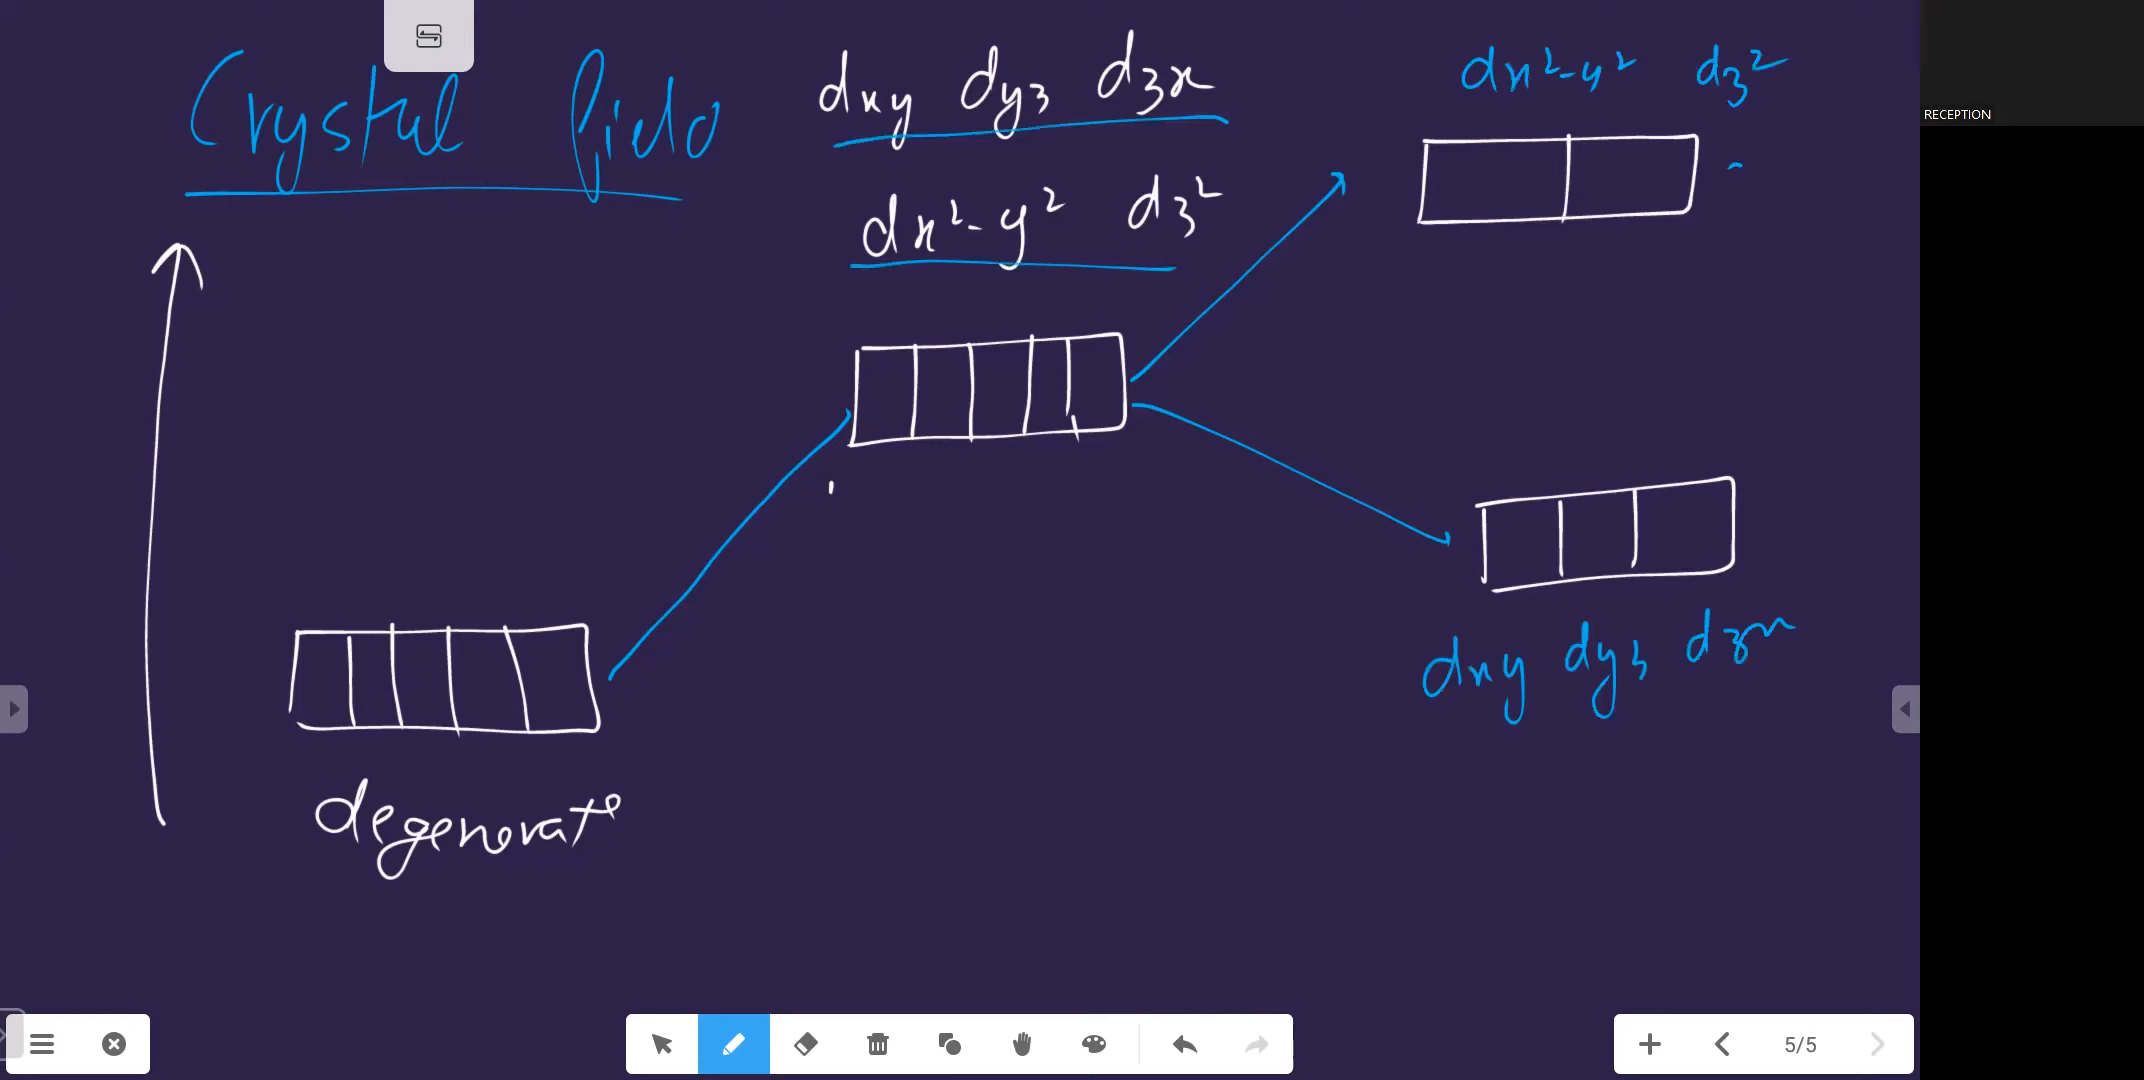 Crystal field
dxy dyz dzx
dx²-y² dz²
dx²-y² dz²
RECEPTION
dxy dyz dzx
degenerate
5/5